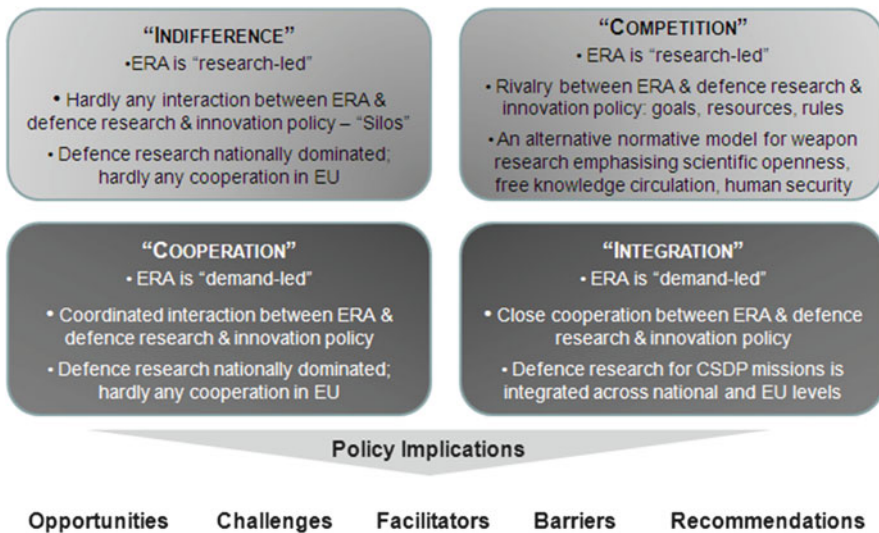 “INDIFFERENCE”
•ERA is “research-led”
• Hardly any interaction between ERA &
defence research & innovation policy – “Silos”
• Defence research nationally dominated;
hardly any cooperation in EU
“COMPETITION”
• ERA is “research-led”
• Rivalry between ERA & defence research &
innovation policy: goals, resources, rules
• An alternative normative model for weapon
research emphasising scientific openness,
free knowledge circulation, human security
“COOPERATION”
• ERA is “demand-led”
• Coordinated interaction between ERA &
defence research & innovation policy
• Defence research nationally dominated;
hardly any cooperation in EU
“INTEGRATION”
• ERA is “demand-led”
• Close cooperation between ERA & defence
research & innovation policy
• Defence research for CSDP missions is
integrated across national and EU levels
Policy Implications
Opportunities Challenges Facilitators Barriers Recommendations